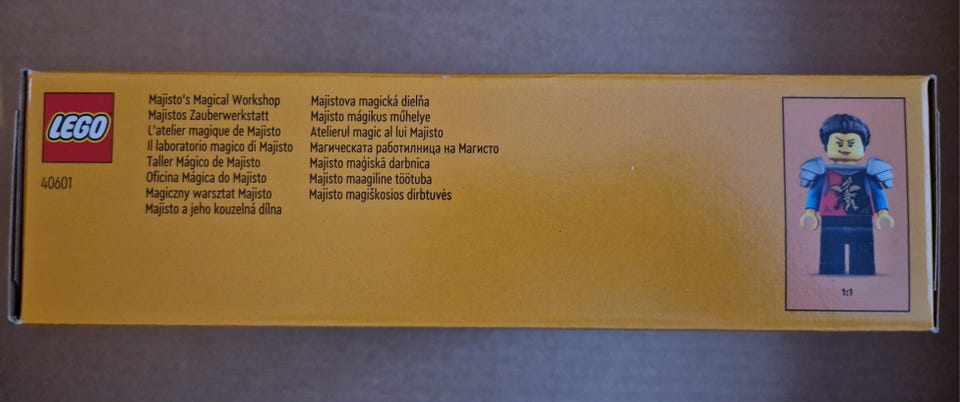 LEGO
40601
Majisto's Magical Workshop
Majistos Zauberwerkstatt
L'atelier magique de Majisto
Il laboratorio magico di Majisto
Taller Mágico de Majisto
Oficina Mágica do Majisto
Magiczny warsztat Majisto
Majisto a jeho kouzelná dílna
Majistova magická dielňa
Majisto mágikus műhelye
Atelierul magic al lui Majisto
Магическата работилница на Магисто
Majisto maģiskā darbnica
Majisto maagiline töötuba
Majisto magiškosios dirbtuvės
1:1